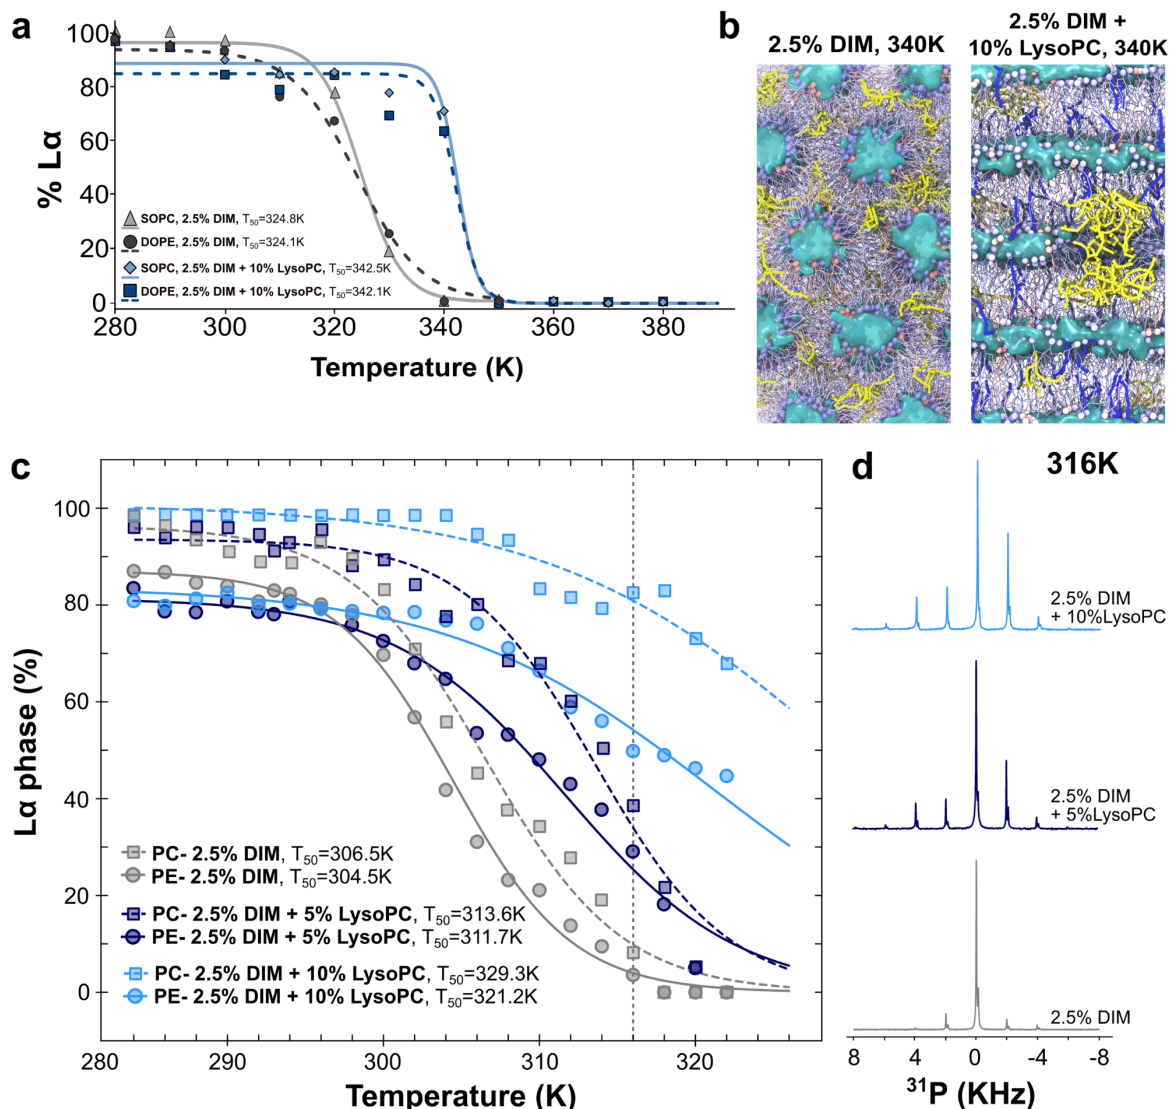 a
% Lα
100
80
60
40
20
0
SOPC, 2.5% DIM, T50=324.8K
DOPE, 2.5% DIM, T50=324.1K
SOPC, 2.5% DIM + 10% LysoPC, T50=342.5K
DOPE, 2.5% DIM + 10% LysoPC, T50=342.1K
280 300 320 340 360 380
Temperature (K)
b
2.5% DIM, 340K
2.5% DIM +
10% LysoPC, 340K
c
Lα phase (%)
100
80
60
40
20
0
PC- 2.5% DIM, T50=306.5K
PE- 2.5% DIM, T50=304.5K
PC- 2.5% DIM + 5% LysoPC, T50=313.6K
PE- 2.5% DIM + 5% LysoPC, T50=311.7K
PC- 2.5% DIM + 10% LysoPC, T50=329.3K
PE- 2.5% DIM + 10% LysoPC, T50=321.2K
280 290 300 310 320
Temperature (K)
d
316K
2.5% DIM
+ 10%LysoPC
2.5% DIM
+ 5%LysoPC
2.5% DIM
8 4 0 -4 -8
31P (KHz)